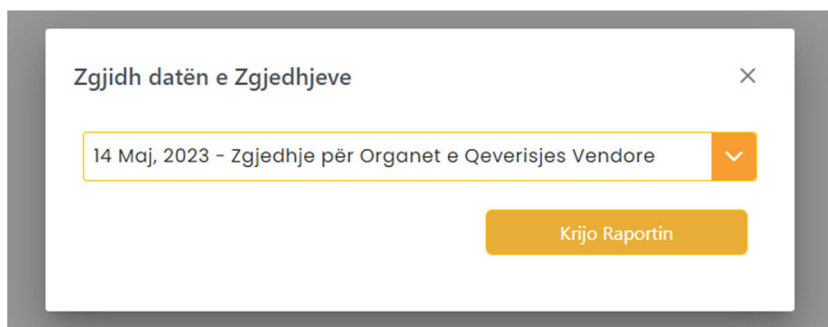 Zgjidh datën e Zgjedhjeve
14 Maj, 2023 - Zgjedhje për Organet e Qeverisjes Vendore
Krijo Raportin